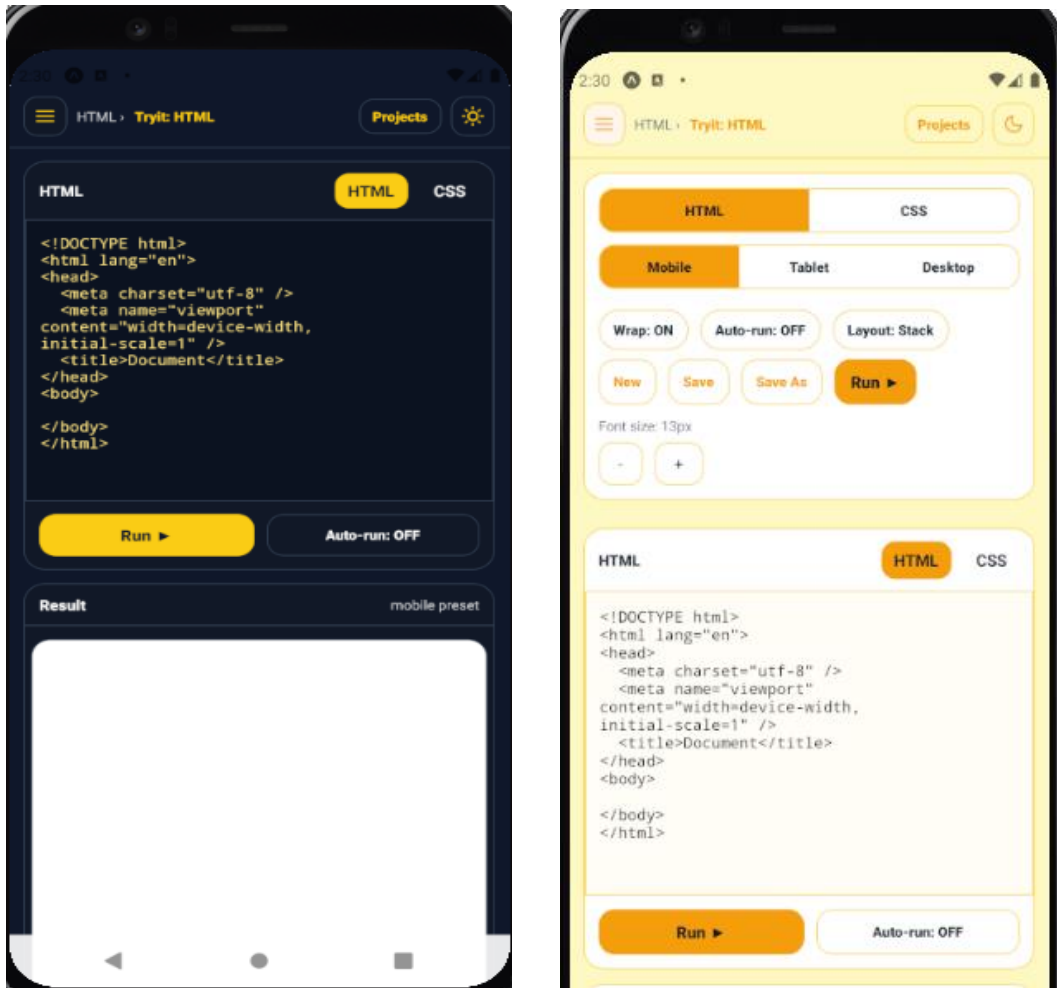 2:30
HTML › Tryit: HTML
Projects
HTML
HTML
CSS
<!DOCTYPE html>
<html lang="en">
<head>
  <meta charset="utf-8" />
  <meta name="viewport"
content="width=device-width,
initial-scale=1" />
  <title>Document</title>
</head>
<body>
</body>
</html>
Run ►
Auto-run: OFF
Result
mobile preset
2:30
HTML › Tryit: HTML
Projects
HTML
CSS
Mobile
Tablet
Desktop
Wrap: ON
Auto-run: OFF
Layout: Stack
New
Save
Save As
Run ►
Font size: 13px
-
+
HTML
HTML
CSS
<!DOCTYPE html>
<html lang="en">
<head>
  <meta charset="utf-8" />
  <meta name="viewport"
content="width=device-width,
initial-scale=1" />
  <title>Document</title>
</head>
<body>
</body>
</html>
Run ►
Auto-run: OFF